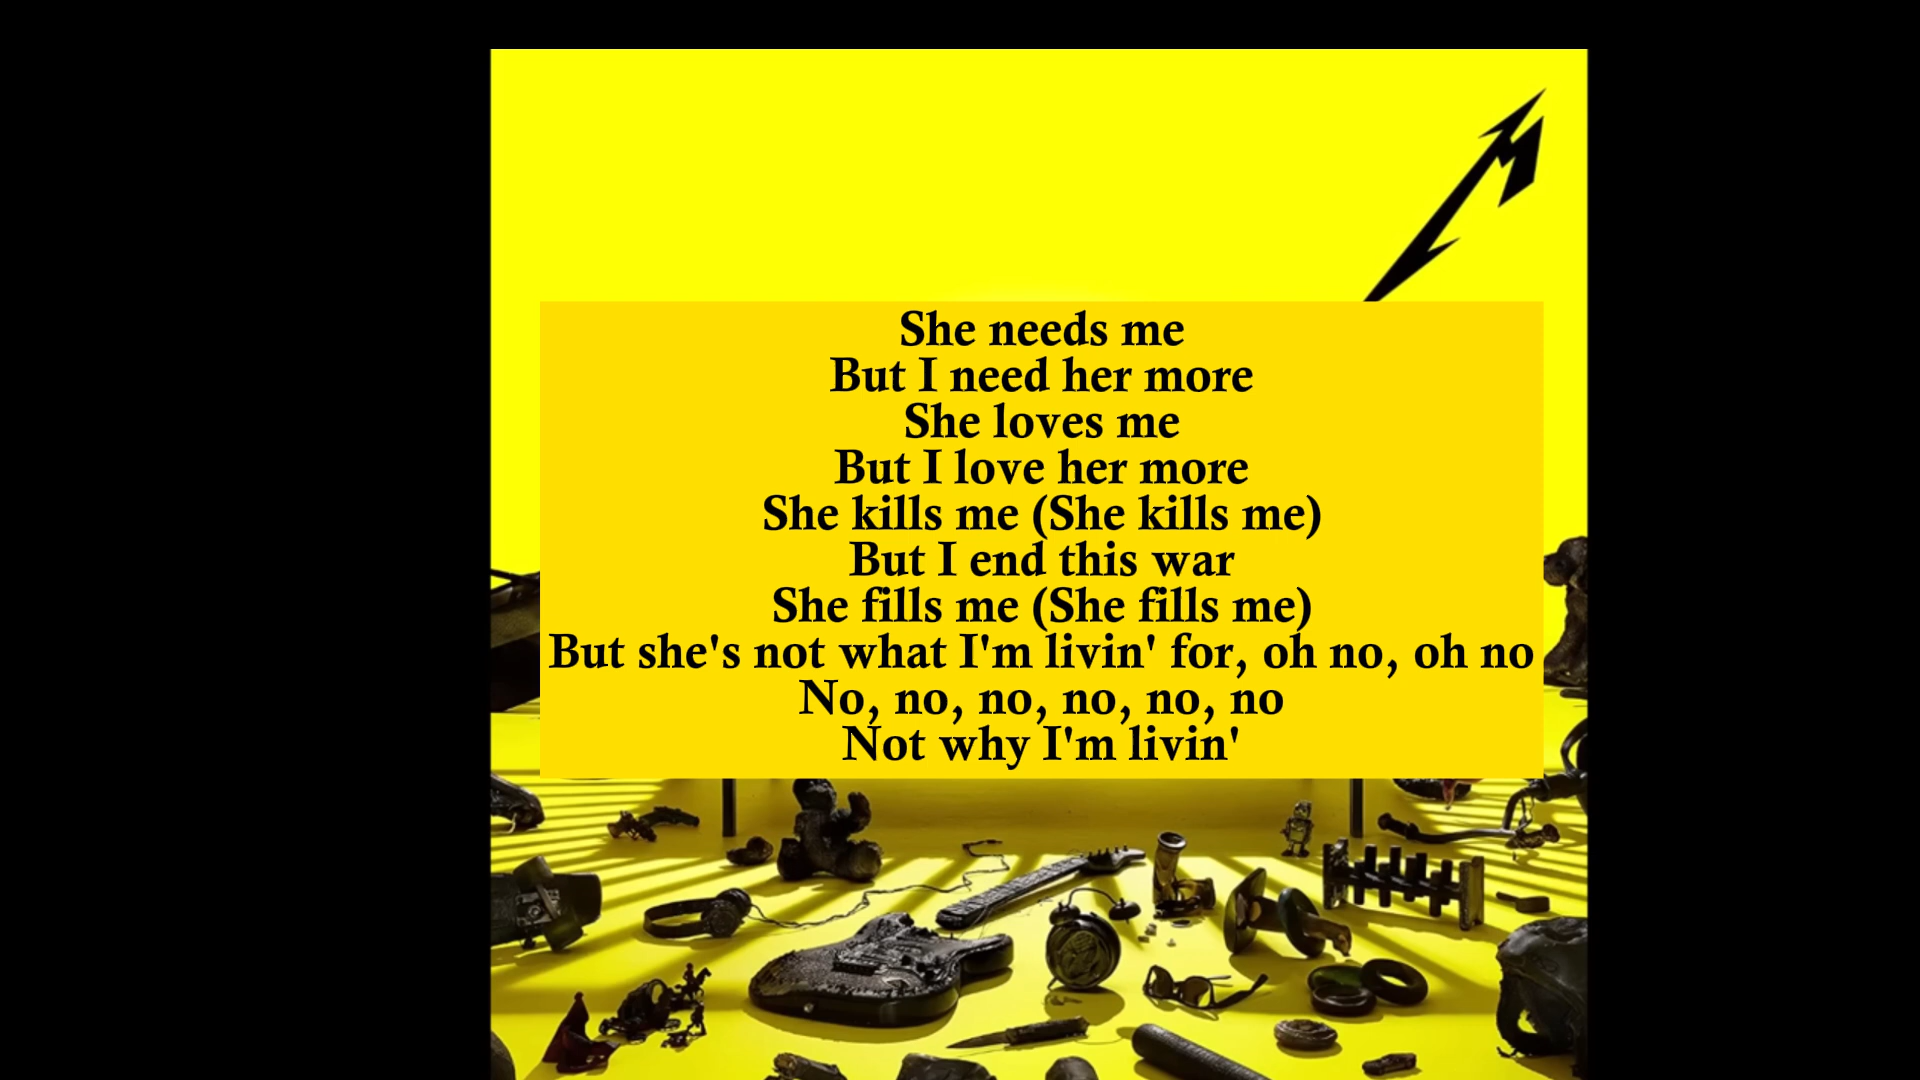 She needs me
But I need her more
She loves me
But I love her more
She kills me (She kills me)
But I end this war
She fills me (She fills me)
But she's not what I'm livin' for, oh no, oh no
No, no, no, no, no, no
Not why I'm livin'